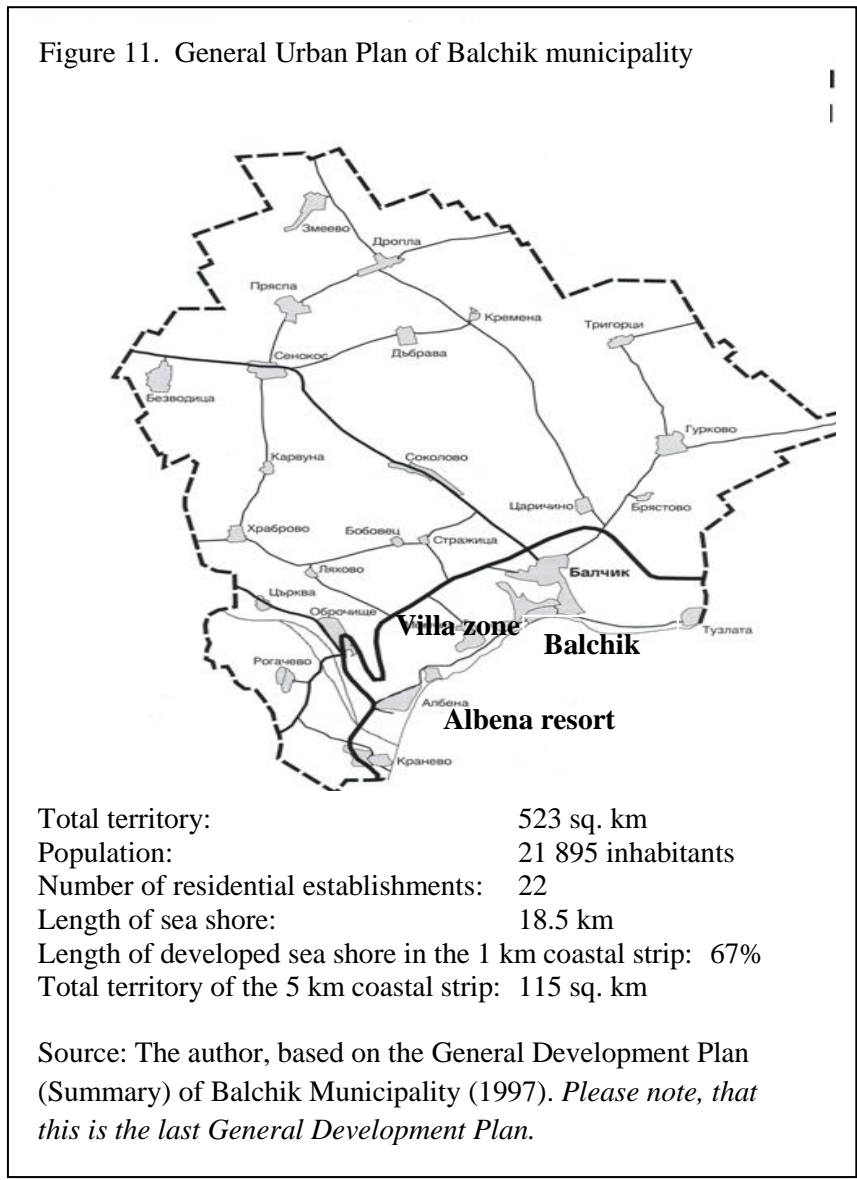 Figure 11. General Urban Plan of Balchik municipality
Змеево
Дропла
Пряспа
Кремена
Тригорци
Сенокос
Дъбрава
Безводица
Гурково
Карвуна
Соколово
Царичино
Брястово
Храброво
Бобовец
Стражица
Ляхово
Балчик
Църква
Оброчище
Villa zone
Тузлата
Balchik
Рогачево
Албена
Albena resort
Кранево
Total territory: 523 sq. km
Population: 21 895 inhabitants
Number of residential establishments: 22
Length of sea shore: 18.5 km
Length of developed sea shore in the 1 km coastal strip: 67%
Total territory of the 5 km coastal strip: 115 sq. km
Source: The author, based on the General Development Plan
(Summary) of Balchik Municipality (1997). Please note, that
this is the last General Development Plan.